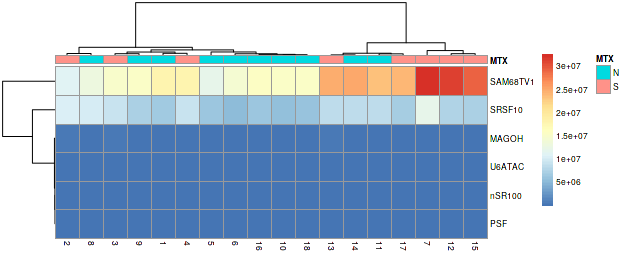 MTX
MTX
N
S
SAM68TV1
SRSF10
MAGOH
U6ATAC
nSR100
PSF
3e+07
2.5e+07
2e+07
1.5e+07
1e+07
5e+06
2 8 3 9 1 4 5 6 16 10 18 13 14 11 17 7 12 15